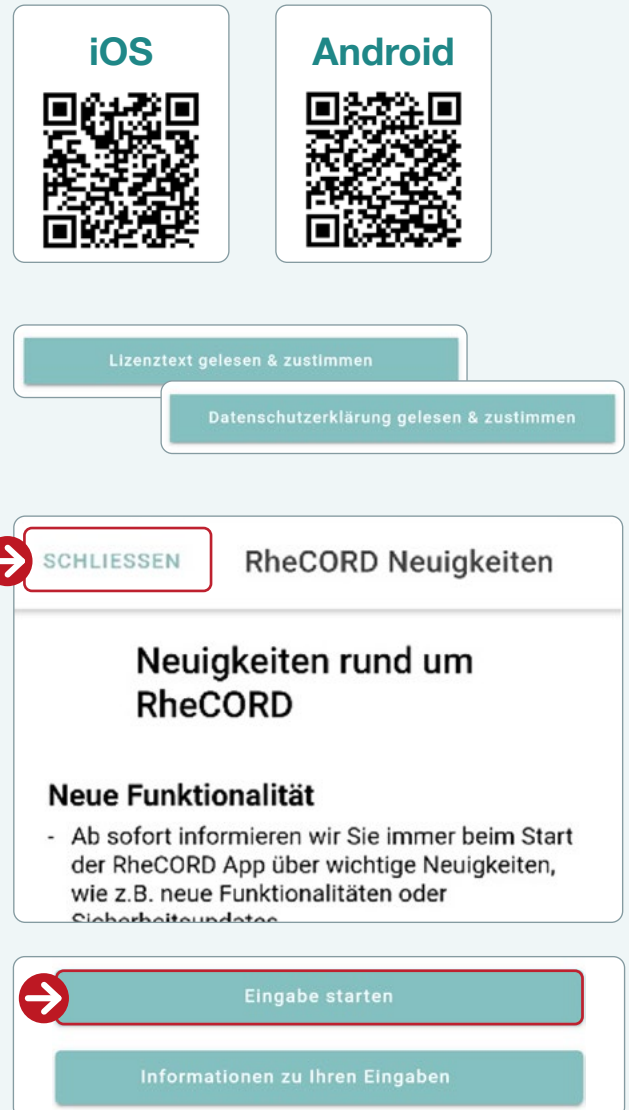 iOS
Android
Lizenztext gelesen & zustimmen
Datenschutzerklärung gelesen & zustimmen
SCHLIESSEN
RheCORD Neuigkeiten
Neuigkeiten rund um
RheCORD
Neue Funktionalität
- Ab sofort informieren wir Sie immer beim Start
der RheCORD App über wichtige Neuigkeiten,
wie z.B. neue Funktionalitäten oder
Sicherheitsupdates
Eingabe starten
Informationen zu Ihren Eingaben